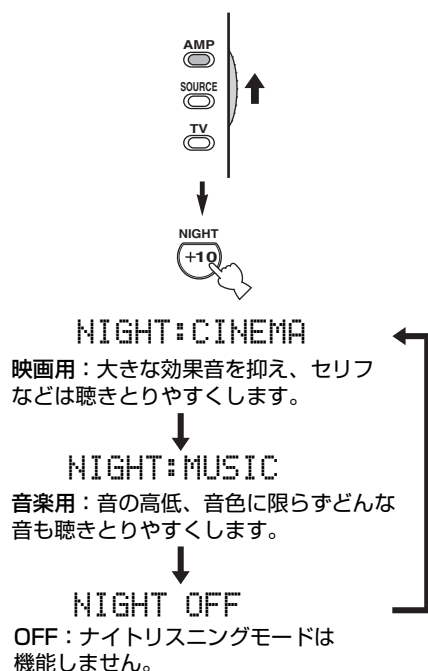 AMP
SOURCE
TV
NIGHT
+10
NIGHT:CINEMA
映画用：大きな効果音を抑え、セリフ
などは聴きとりやすくします。
NIGHT:MUSIC
音楽用：音の高低、音色に限らずどんな
音も聴きとりやすくします。
NIGHT OFF
OFF：ナイトリスニングモードは
機能しません。